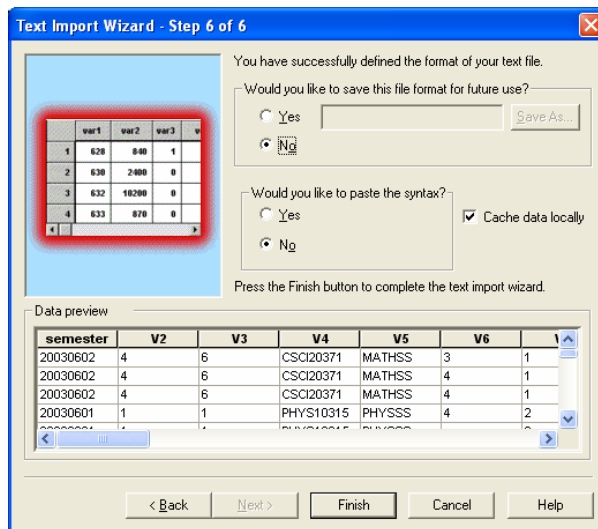 Text Import Wizard - Step 6 of 6
You have successfully defined the format of your text file.
Would you like to save this file format for future use?
Yes
Save As...
No
var1 var2 var3
1 628 840 1
2 630 2400 0
3 632 10200 0
4 633 870 0
Would you like to paste the syntax?
Yes
Cache data locally
No
Press the Finish button to complete the text import wizard.
Data preview
semester V2 V3 V4 V5 V6
20030602 4 6 CSCI20371 MATHSS 3 1
20030602 4 6 CSCI20371 MATHSS 4 1
20030602 4 6 CSCI20371 MATHSS 4 1
20030601 1 1 PHYS10315 PHYSSS 4 2
< Back Next > Finish Cancel Help